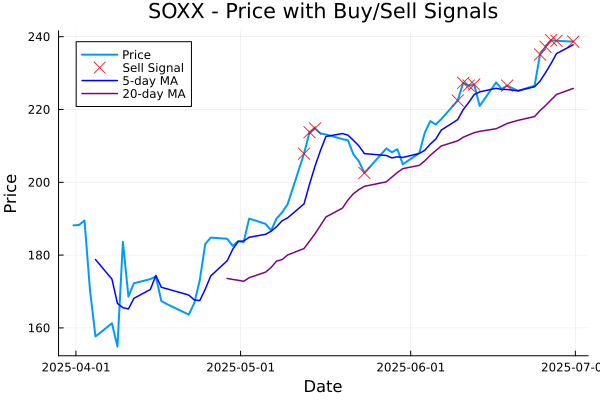 SOXX - Price with Buy/Sell Signals
Price
Sell Signal
5-day MA
20-day MA
240
220
200
180
160
Price
2025-04-01 2025-05-01 2025-06-01 2025-07-0
Date